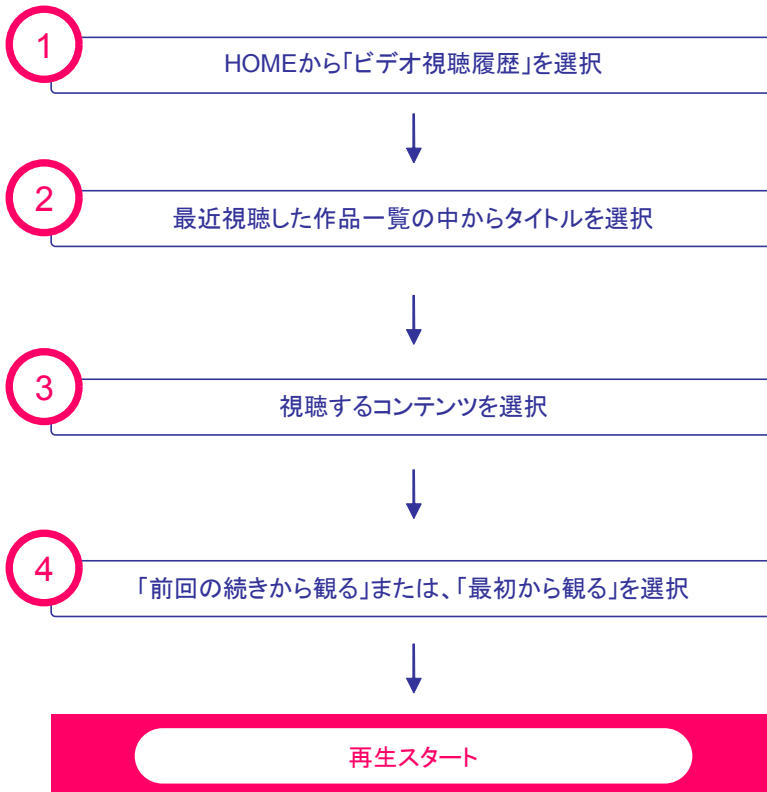 1
HOMEから「ビデオ視聴履歴」を選択
2
最近視聴した作品一覧の中からタイトルを選択
3
視聴するコンテンツを選択
4
「前回の続きから観る」または、「最初から観る」を選択
再生スタート